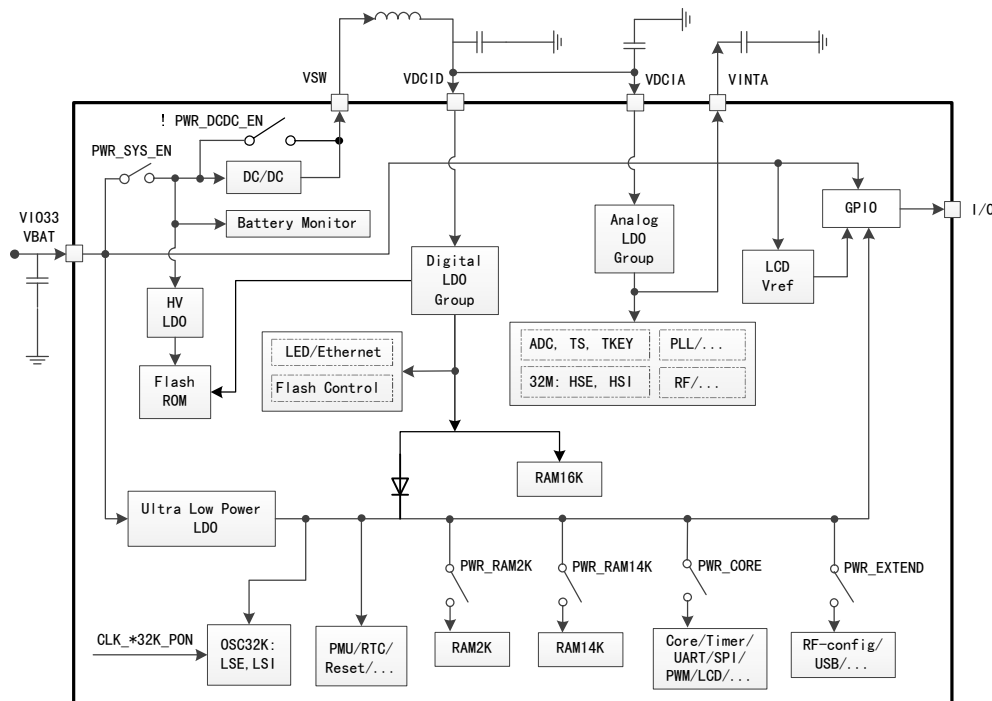 VSW
VDCID
VDCIA
VINTA
! PWR_DCDC_EN
PWR_SYS_EN
DC/DC
GPIO
I/O
VIO33
VBAT
Battery Monitor
Analog
LDO
Group
Digital
LDO
Group
LCD
Vref
HV
LDO
ADC, TS, TKEY
PLL/...
LED/Ethernet
32M: HSE, HSI
RF/...
Flash Control
Flash
ROM
RAM16K
Ultra Low Power
LDO
PWR_RAM2K
PWR_RAM14K
PWR_CORE
PWR_EXTEND
CLK_*32K_PON
OSC32K:
LSE,LSI
PMU/RTC/
Reset/...
RAM2K
RAM14K
Core/Timer/
UART/SPI/
PWM/LCD/...
RF-config/
USB/...